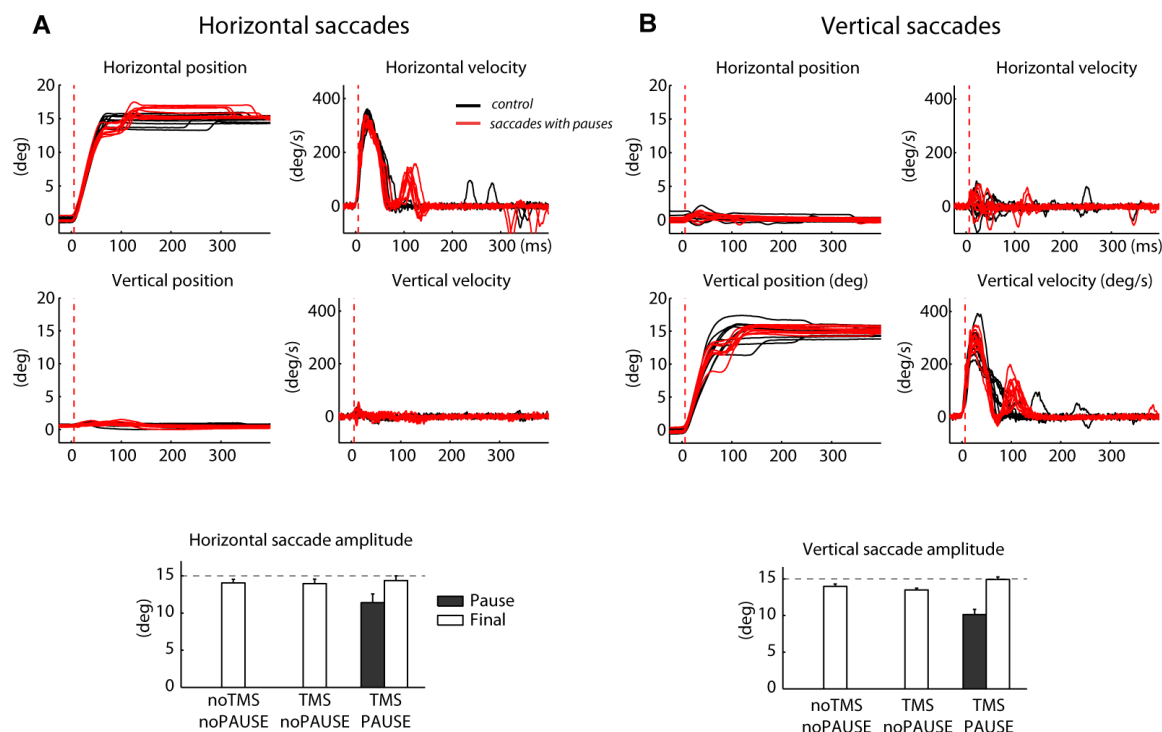 A
Horizontal saccades
B
Vertical saccades
Horizontal position
Horizontal velocity
Horizontal position
Horizontal velocity
20
15
10
5
0
(deg)
0
100
200
300
400
200
0
(deg/s)
control
saccades with pauses
0
100
200
300
(ms)
20
15
10
5
0
(deg)
0
100
200
300
400
200
0
(deg/s)
0
100
200
300
(ms)
Vertical position
Vertical velocity
Vertical position (deg)
Vertical velocity (deg/s)
20
15
10
5
0
(deg)
0
100
200
300
400
200
0
(deg/s)
0
100
200
300
20
15
10
5
0
(deg)
0
100
200
300
400
200
0
(deg/s)
0
100
200
300
Horizontal saccade amplitude
15
10
5
0
(deg)
Pause
Final
noTMS
noPAUSE
TMS
noPAUSE
TMS
PAUSE
Vertical saccade amplitude
15
10
5
0
(deg)
noTMS
noPAUSE
TMS
noPAUSE
TMS
PAUSE